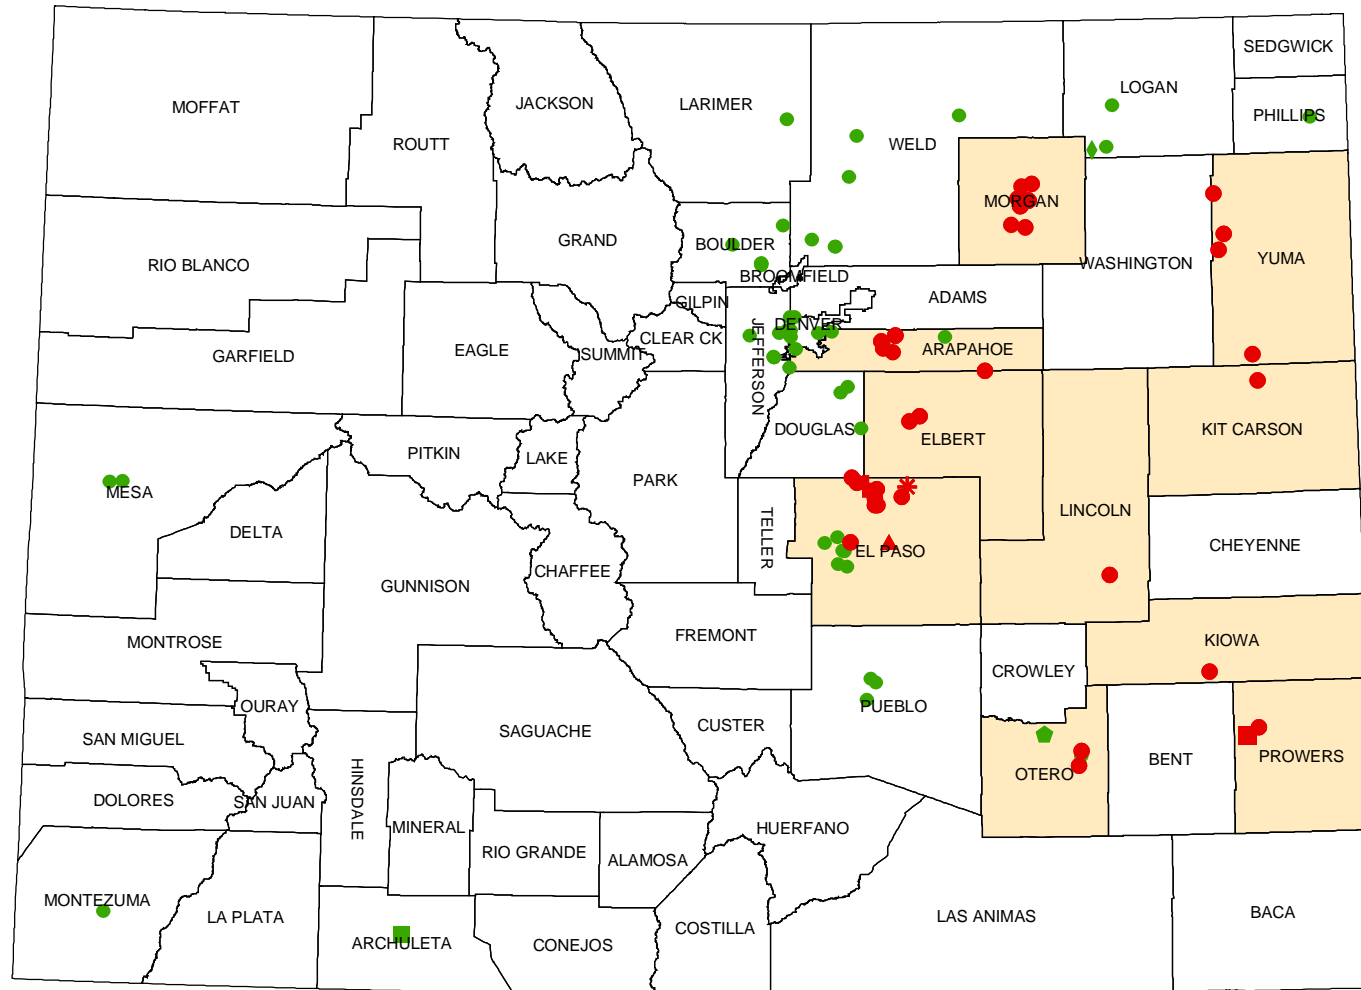 SEDGWICK
LOGAN
MOFFAT
JACKSON
LARIMER
PHILLIPS
ROUTT
WELD
MORGAN
GRAND
BOULDER
RIO BLANCO
WASHINGTON
YUMA
BROOMFIELD
ADAMS
GILPIN
DENVER
CLEAR CK
JEFFERSON
EAGLE
SUMMIT
ARAPAHOE
GARFIELD
DOUGLAS
ELBERT
KIT CARSON
PITKIN
LAKE
PARK
MESA
LINCOLN
DELTA
TELLER
EL PASO
CHEYENNE
CHAFFEE
GUNNISON
FREMONT
MONTROSE
KIOWA
CROWLEY
OURAY
PUEBLO
CUSTER
SAGUACHE
SAN MIGUEL
PROWERS
BENT
OTERO
HINSDALE
DOLORES
SAN JUAN
MINERAL
HUERFANO
RIO GRANDE
ALAMOSA
MONTEZUMA
LA PLATA
BACA
LAS ANIMAS
COSTILLA
ARCHULETA
CONEJOS